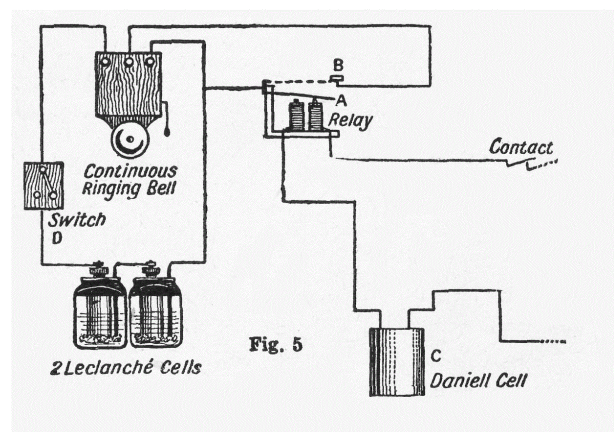 B
A
Relay
Contact
Continuous
Ringing Bell
Switch
D
Fig. 5
C
2 Leclanché Cells
Daniell Cell